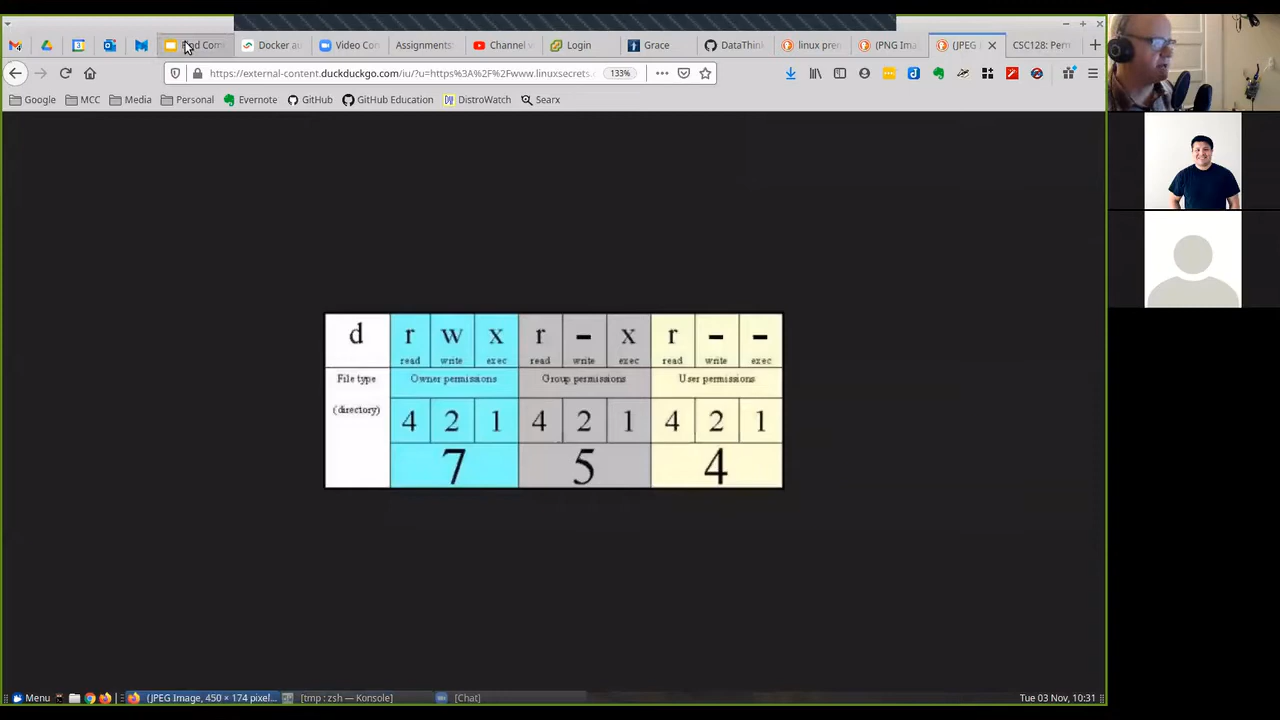 Find Com
Docker a
Video Con
Assignments
Channel
Login
Grace
DataThin
linux pre
(PNG Ima
(JPEG
CSC128: Per
https://external-content.duckduckgo.com/iu/?u=https%3A%2F%2Fwww.linuxsecrets.
133%
Google MCC Media Personal Evernote GitHub GitHub Education DistroWatch Searx
d r w x r - x r - -
read write exec read write exec read write exec
File type Owner permissions Group permissions User permissions
(directory)
4 2 1 4 2 1 4 2 1
7 5 4
Menu (JPEG Image, 450 × 174 pixel... [tmp : zsh — Konsole] [Chat] Tue 03 Nov, 10:31